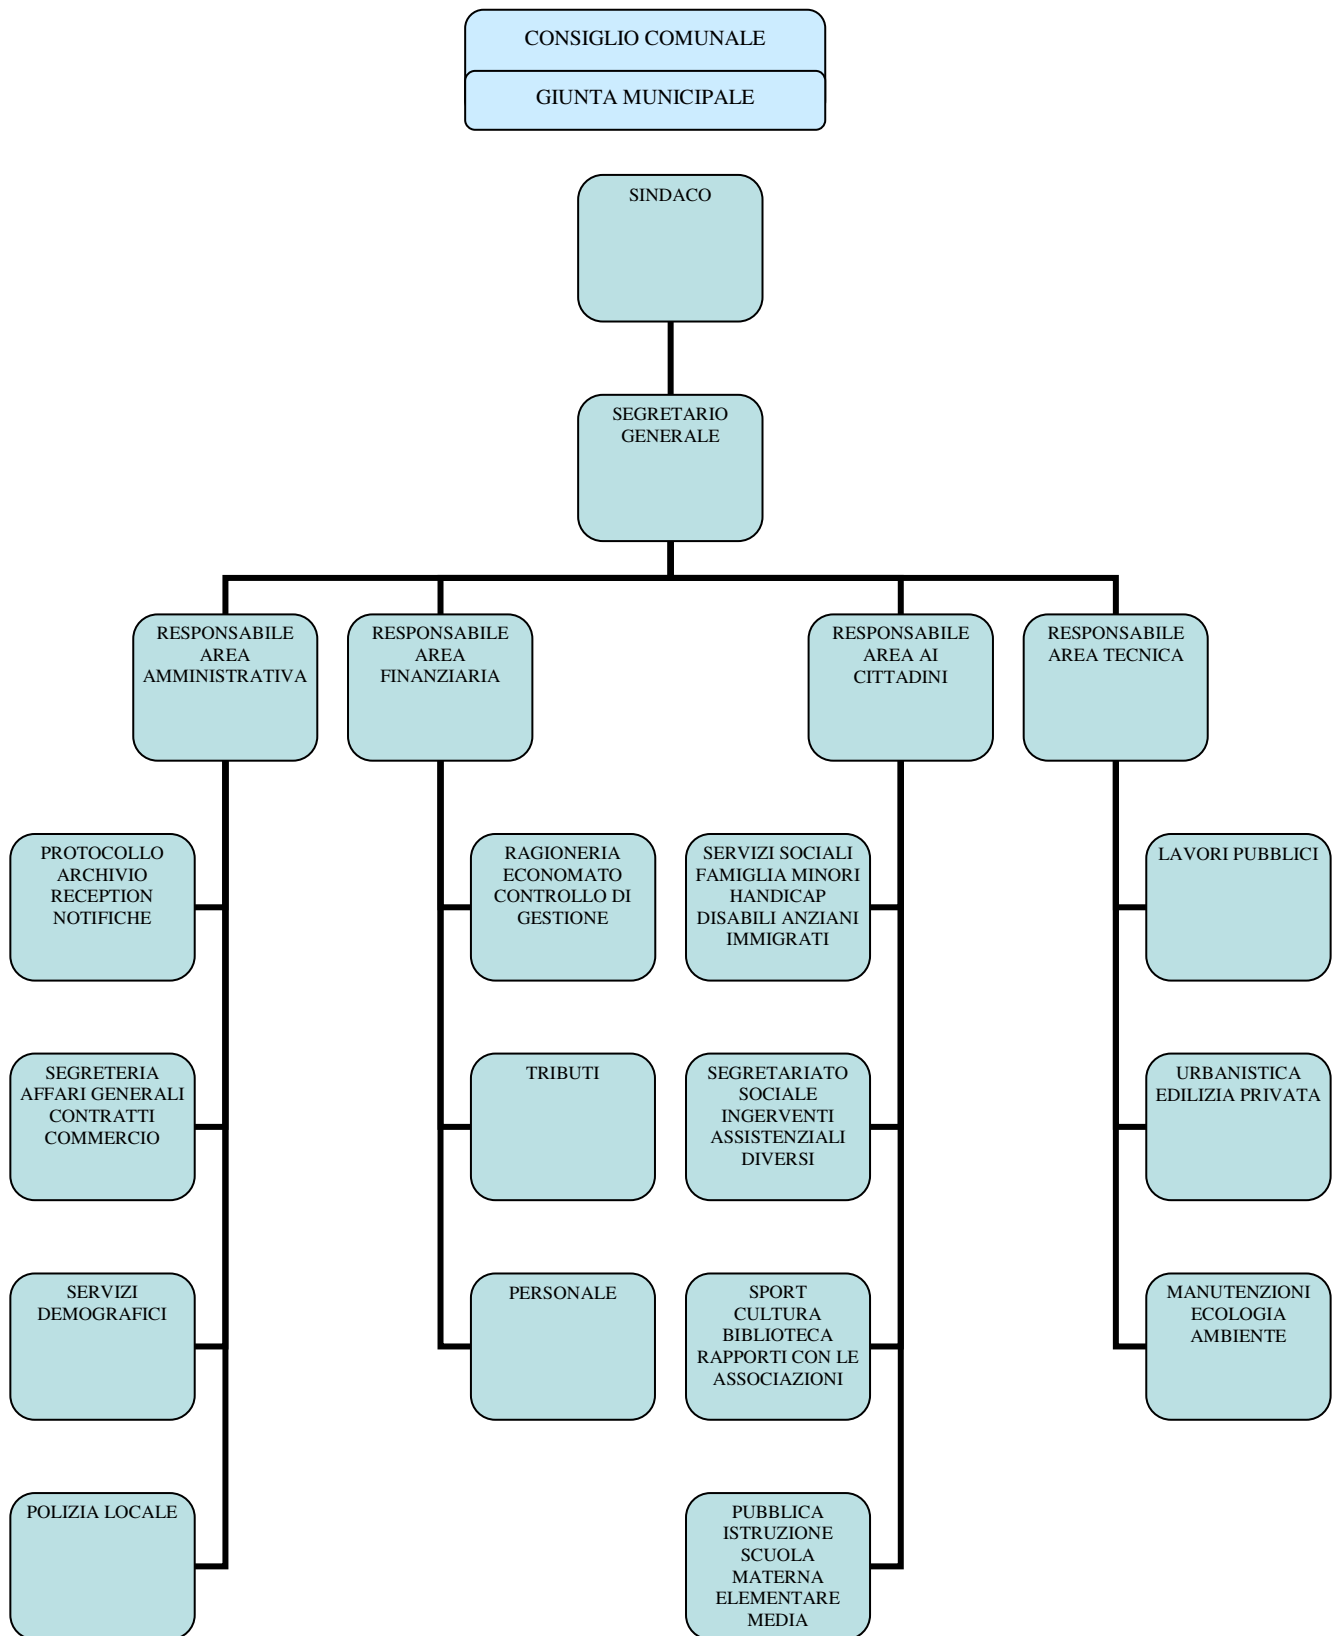 CONSIGLIO COMUNALE
GIUNTA MUNICIPALE
SINDACO
SEGRETARIO
GENERALE
RESPONSABILE
AREA
AMMINISTRATIVA
RESPONSABILE
AREA
FINANZIARIA
RESPONSABILE
AREA AI
CITTADINI
RESPONSABILE
AREA TECNICA
PROTOCOLLO
ARCHIVIO
RECEPTION
NOTIFICHE
RAGIONERIA
ECONOMATO
CONTROLLO DI
GESTIONE
SERVIZI SOCIALI
FAMIGLIA MINORI
HANDICAP
DISABILI ANZIANI
IMMIGRATI
LAVORI PUBBLICI
SEGRETERIA
AFFARI GENERALI
CONTRATTI
COMMERCIO
TRIBUTI
SEGRETARIATO
SOCIALE
INGERVENTI
ASSISTENZIALI
DIVERSI
URBANISTICA
EDILIZIA PRIVATA
SERVIZI
DEMOGRAFICI
PERSONALE
SPORT
CULTURA
BIBLIOTECA
RAPPORTI CON LE
ASSOCIAZIONI
MANUTENZIONI
ECOLOGIA
AMBIENTE
POLIZIA LOCALE
PUBBLICA
ISTRUZIONE
SCUOLA
MATERNA
ELEMENTARE
MEDIA